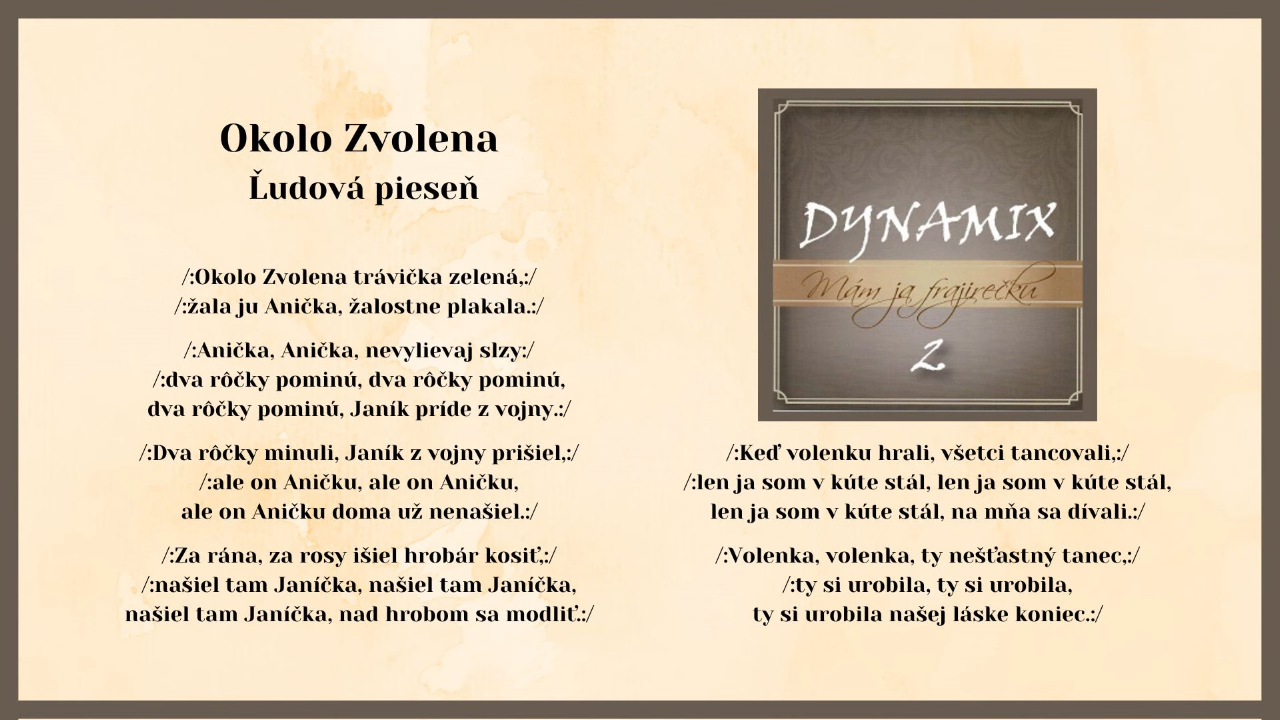 Okolo Zvolena
Ľudová pieseň
/:Okolo Zvolena trávička zelená,:/
/:žala ju Anička, žalostne plakala.:/
/:Anička, Anička, nevylievaj slzy:/
/:dva rôčky pominú, dva rôčky pominú,
dva rôčky pominú, Janík príde z vojny.:/
/:Dva rôčky minuli, Janík z vojny prišiel,:/
/:ale on Aničku, ale on Aničku,
ale on Aničku doma už nenašiel.:/
/:Za rána, za rosy išiel hrobár kosiť,:/
/:našiel tam Janíčka, našiel tam Janíčka,
našiel tam Janíčka, nad hrobom sa modliť.:/
DYNAMIX
Mám ja frajirečku
2
/:Keď volenku hrali, všetci tancovali,:/
/:len ja som v kúte stál, len ja som v kúte stál,
len ja som v kúte stál, na mňa sa dívali.:/
/:Volenka, volenka, ty nešťastný tanec,:/
/:ty si urobila, ty si urobila,
ty si urobila našej láske koniec.:/